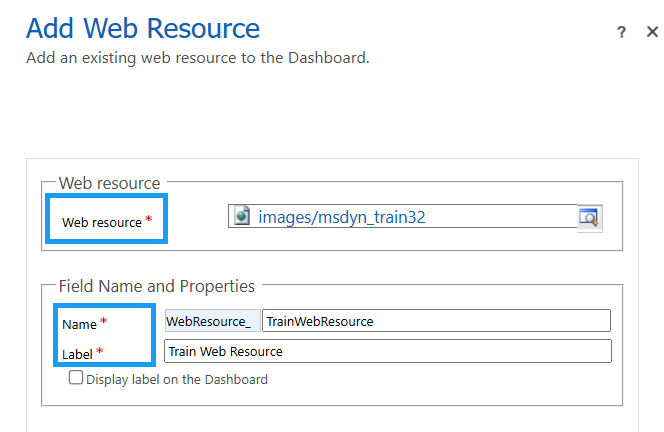 Add Web Resource
? ×
Add an existing web resource to the Dashboard.
Web resource
Web resource * images/msdyn_train32
Field Name and Properties
Name * WebResource_ TrainWebResource
Label * Train Web Resource
Display label on the Dashboard